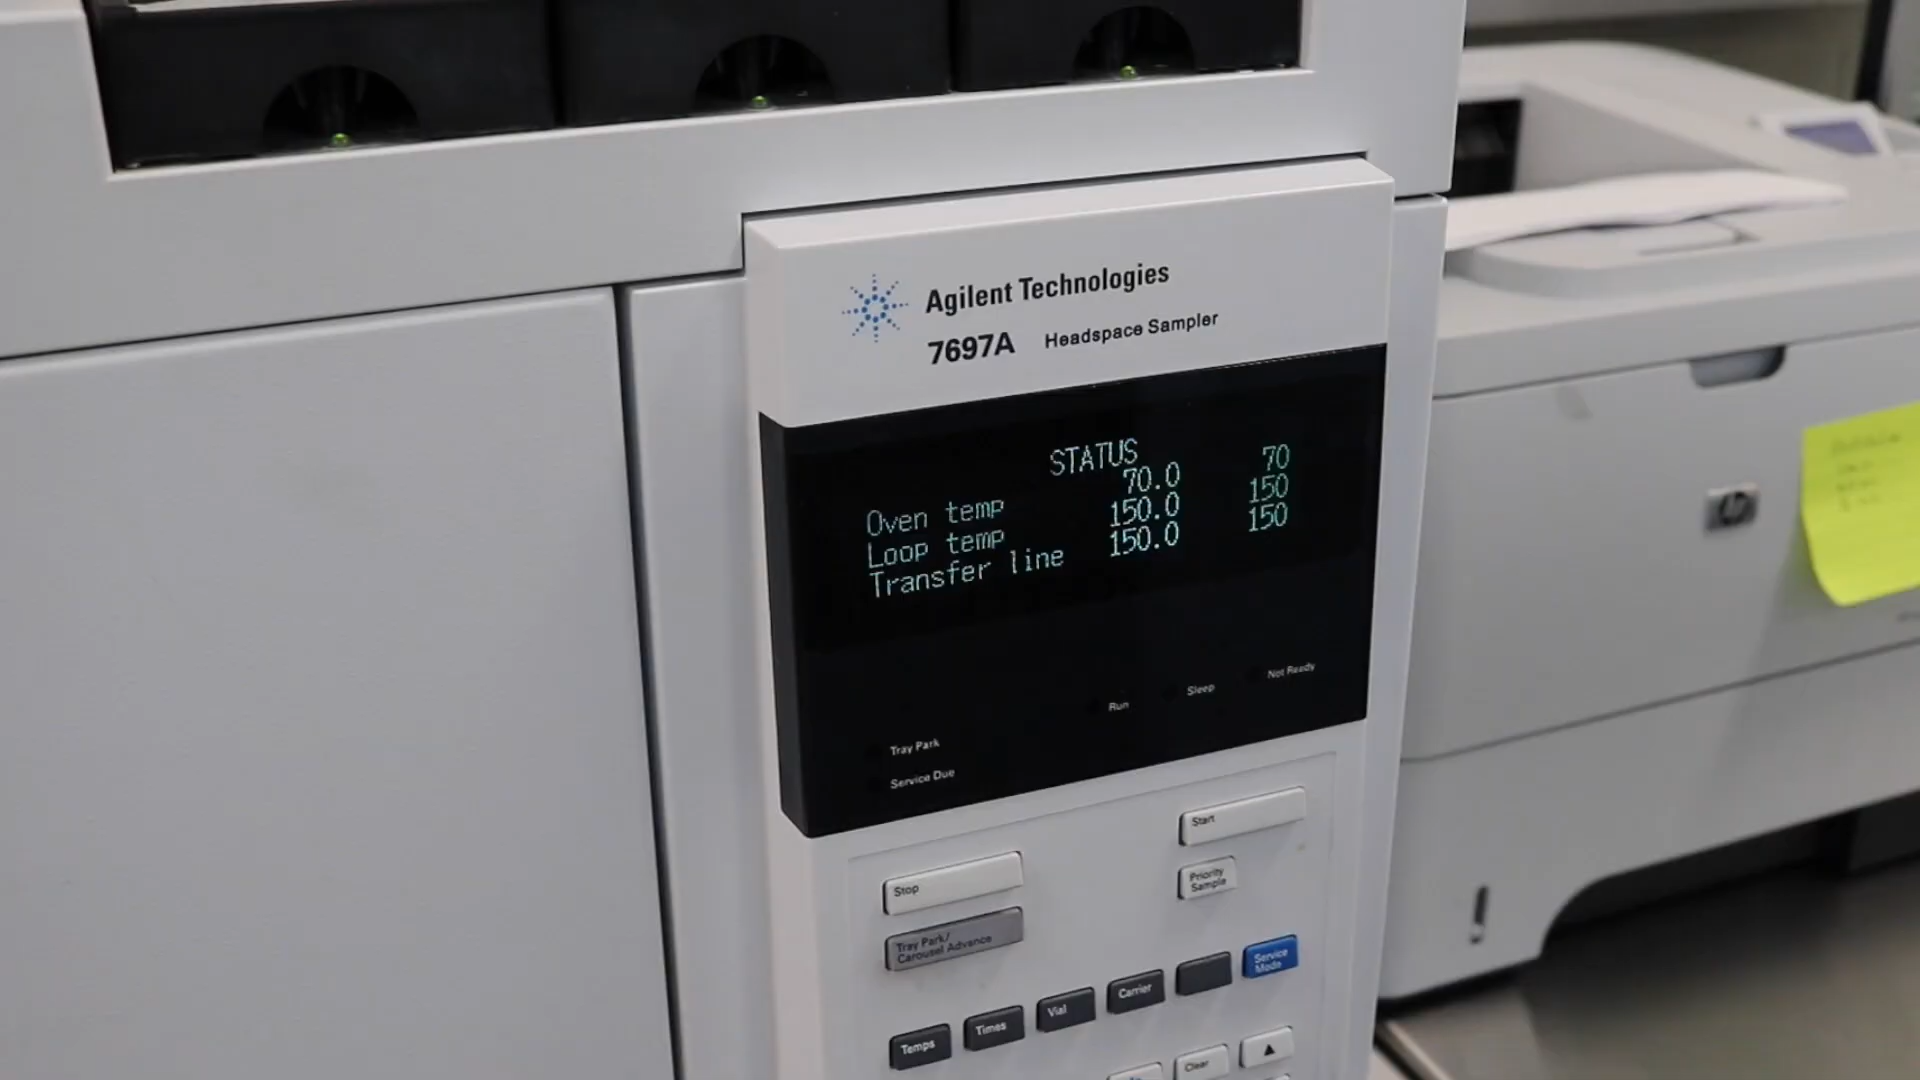 Agilent Technologies
7697A Headspace Sampler
STATUS
Oven temp 70.0 70
Loop temp 150.0 150
Transfer line 150.0 150
Run Sleep Not Ready
Tray Park
Service Due
Start
Stop
Priority
Sample
Tray Park/
Carousel Advance
Service
Mode
Temps Times Vial Carrier
Clear
hp